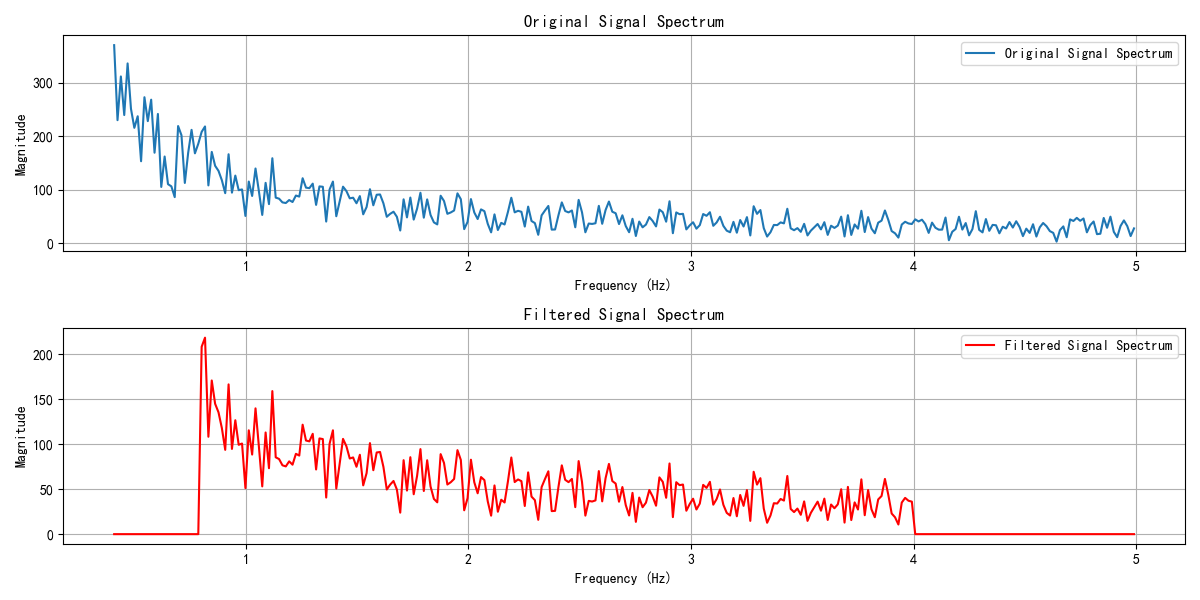 Original Signal Spectrum
Original Signal Spectrum
Magnitude
300
200
100
0
1
2
3
4
5
Frequency (Hz)
Filtered Signal Spectrum
Filtered Signal Spectrum
Magnitude
200
150
100
50
0
1
2
3
4
5
Frequency (Hz)